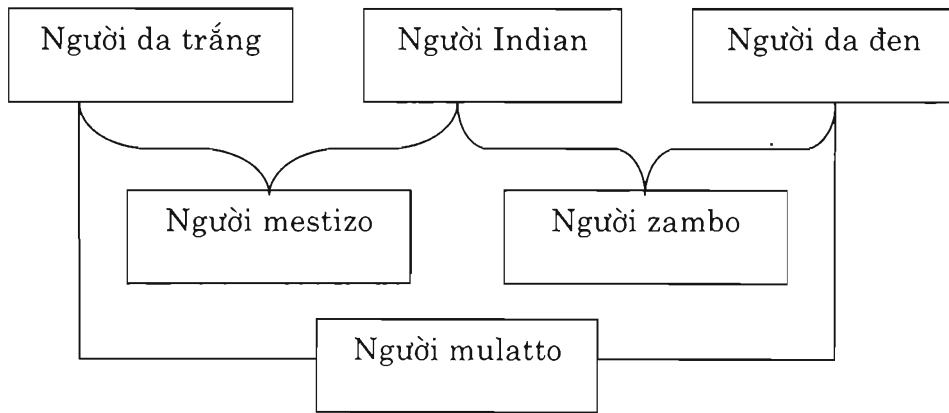 Người da trắng
Người Indian
Người da đen
Người mestizo
Người zambo
Người mulatto